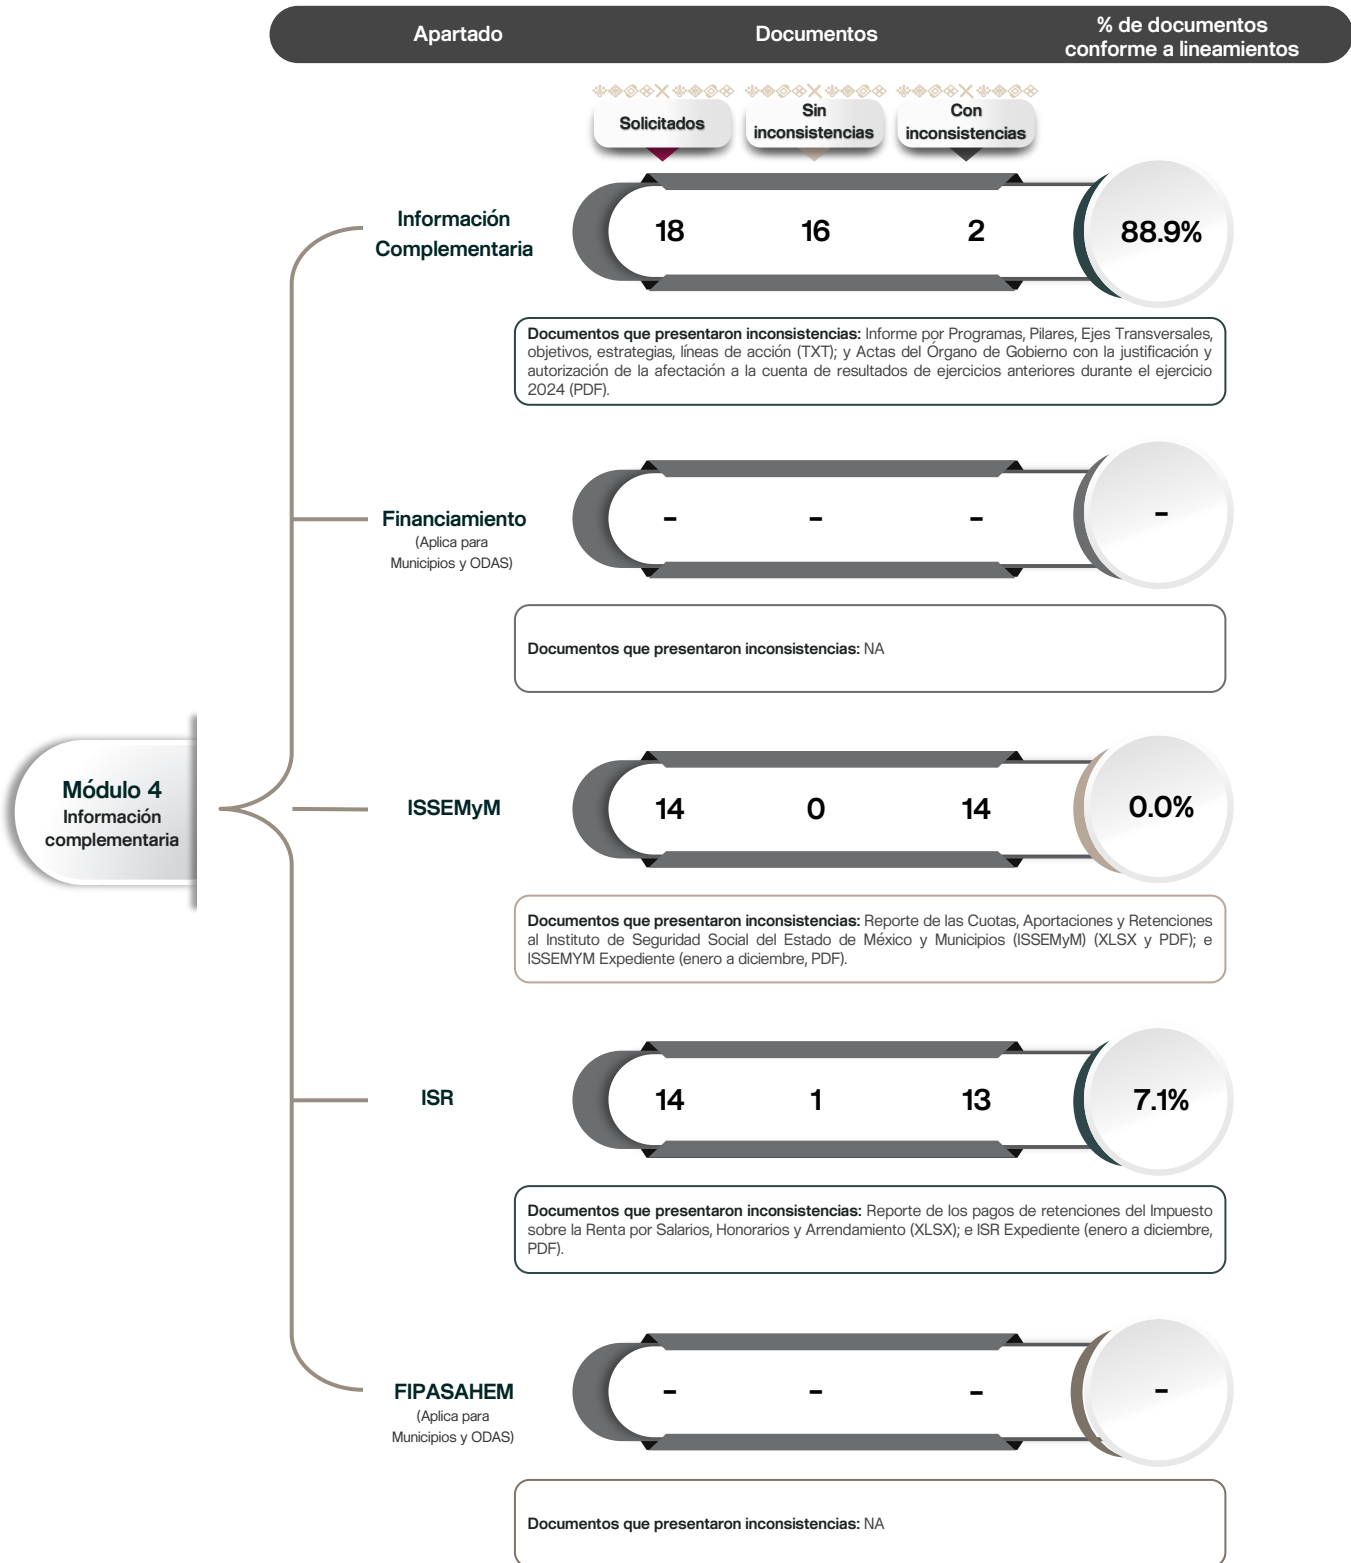 Apartado
Documentos
% de documentos
conforme a lineamientos
Solicitados
Sin
inconsistencias
Con
inconsistencias
Información
Complementaria
18 16 2 88.9%
Documentos que presentaron inconsistencias: Informe por Programas, Pilares, Ejes Transversales,
objetivos, estrategias, líneas de acción (TXT); y Actas del Órgano de Gobierno con la justificación y
autorización de la afectación a la cuenta de resultados de ejercicios anteriores durante el ejercicio
2024 (PDF).
Financiamiento
(Aplica para
Municipios y ODAS)
- - - -
Documentos que presentaron inconsistencias: NA
Módulo 4
Información
complementaria
ISSEMyM
14 0 14 0.0%
Documentos que presentaron inconsistencias: Reporte de las Cuotas, Aportaciones y Retenciones
al Instituto de Seguridad Social del Estado de México y Municipios (ISSEMyM) (XLSX y PDF); e
ISSEMYM Expediente (enero a diciembre, PDF).
ISR
14 1 13 7.1%
Documentos que presentaron inconsistencias: Reporte de los pagos de retenciones del Impuesto
sobre la Renta por Salarios, Honorarios y Arrendamiento (XLSX); e ISR Expediente (enero a diciembre,
PDF).
FIPASAHEM
(Aplica para
Municipios y ODAS)
- - - -
Documentos que presentaron inconsistencias: NA